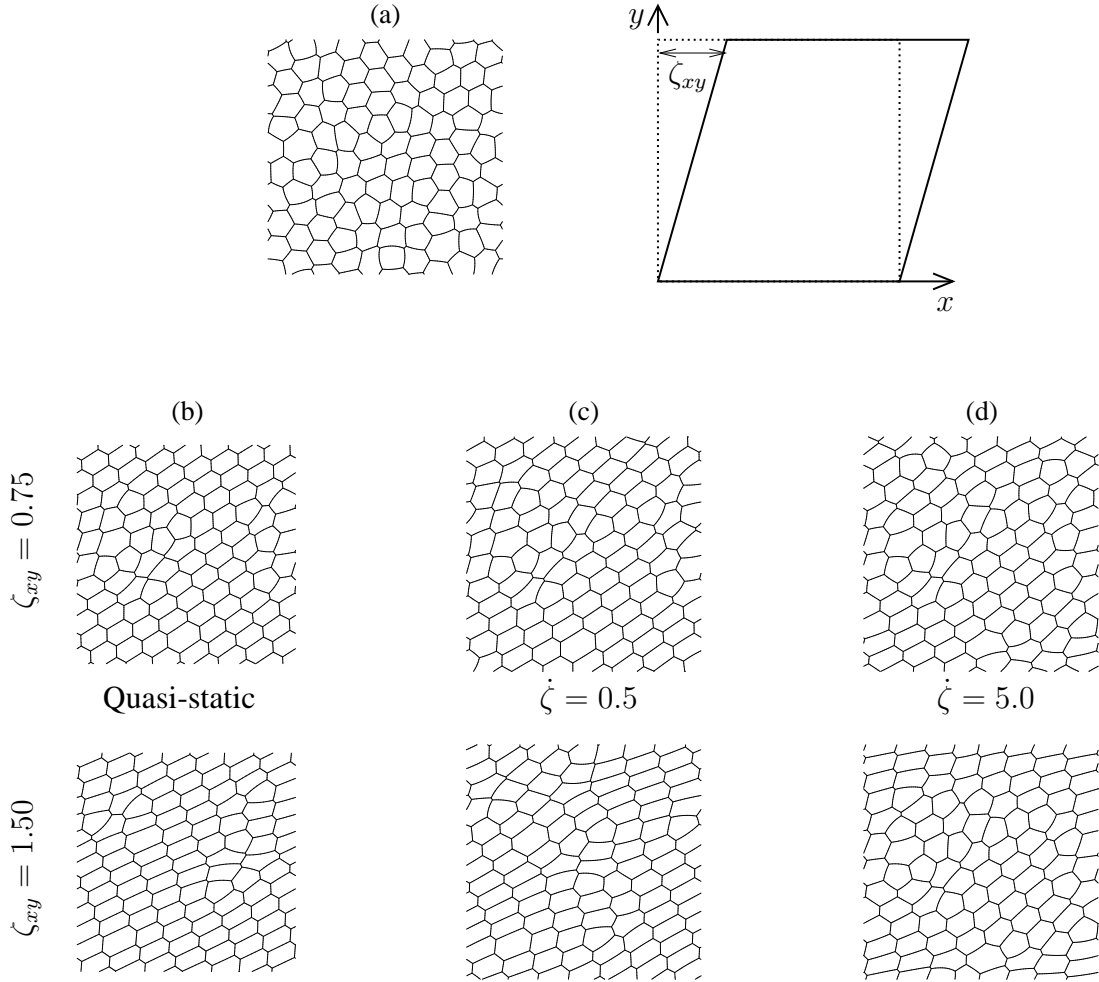 (a)
y
ζxy
x
(b)
(c)
(d)
ζxy = 0.75
Quasi-static
ζ̇ = 0.5
ζ̇ = 5.0
ζxy = 1.50